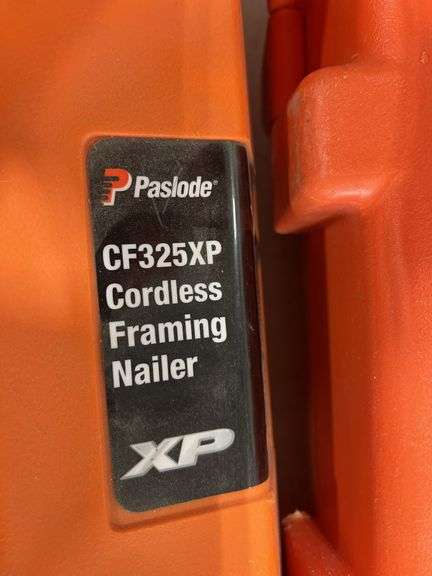 Paslode®
CF325XP
Cordless
Framing
Nailer
XP